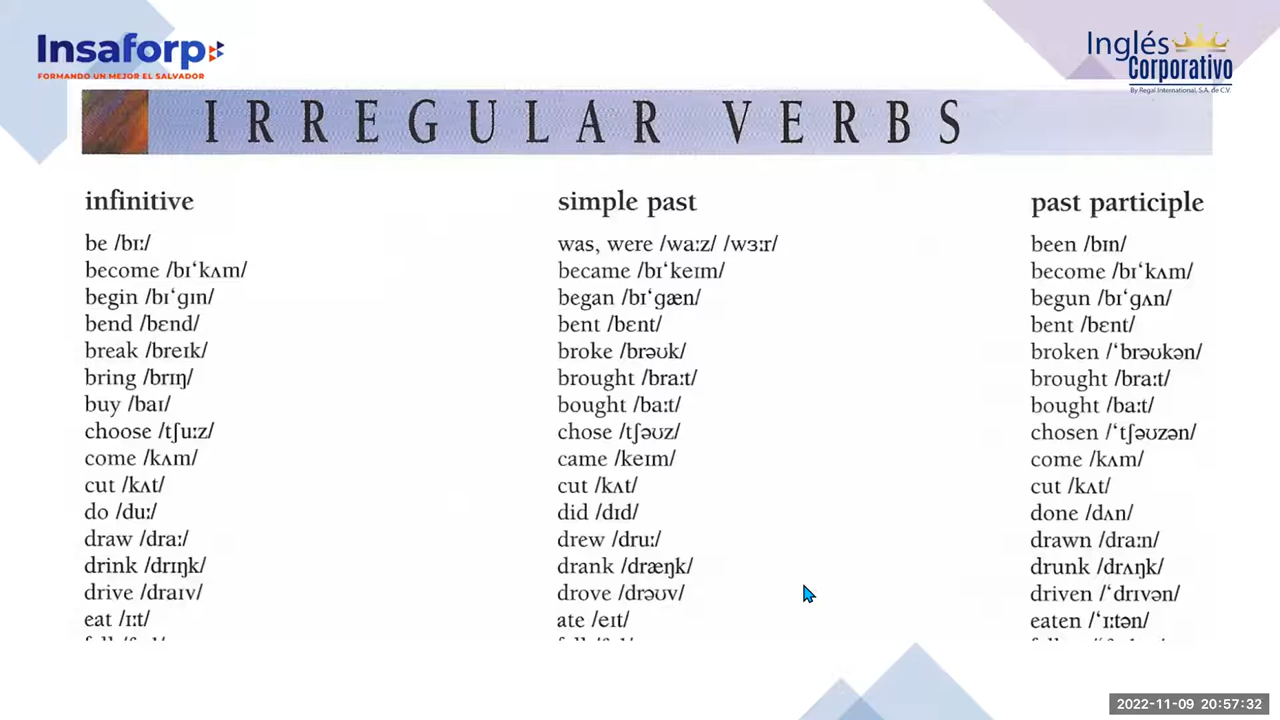 Insaforp
FORMANDO UN MEJOR EL SALVADOR
Inglés
Corporativo
By Regal International, S.A. de C.V.
IRREGULAR VERBS
infinitive simple past past participle
be /bɪ:/ was, were /wa:z/ /wɜ:r/ been /bɪn/
become /bɪˈkʌm/ became /bɪˈkeɪm/ become /bɪˈkʌm/
begin /bɪˈgɪn/ began /bɪˈgæn/ begun /bɪˈgʌn/
bend /bɛnd/ bent /bɛnt/ bent /bɛnt/
break /breɪk/ broke /brəʊk/ broken /ˈbrəʊkən/
bring /brɪŋ/ brought /bra:t/ brought /bra:t/
buy /baɪ/ bought /ba:t/ bought /ba:t/
choose /tʃu:z/ chose /tʃəʊz/ chosen /ˈtʃəʊzən/
come /kʌm/ came /keɪm/ come /kʌm/
cut /kʌt/ cut /kʌt/ cut /kʌt/
do /du:/ did /dɪd/ done /dʌn/
draw /dra:/ drew /dru:/ drawn /dra:n/
drink /drɪŋk/ drank /dræŋk/ drunk /drʌŋk/
drive /draɪv/ drove /drəʊv/ driven /ˈdrɪvən/
eat /ɪ:t/ ate /eɪt/ eaten /ˈɪ:tən/
2022-11-09 20:57:32